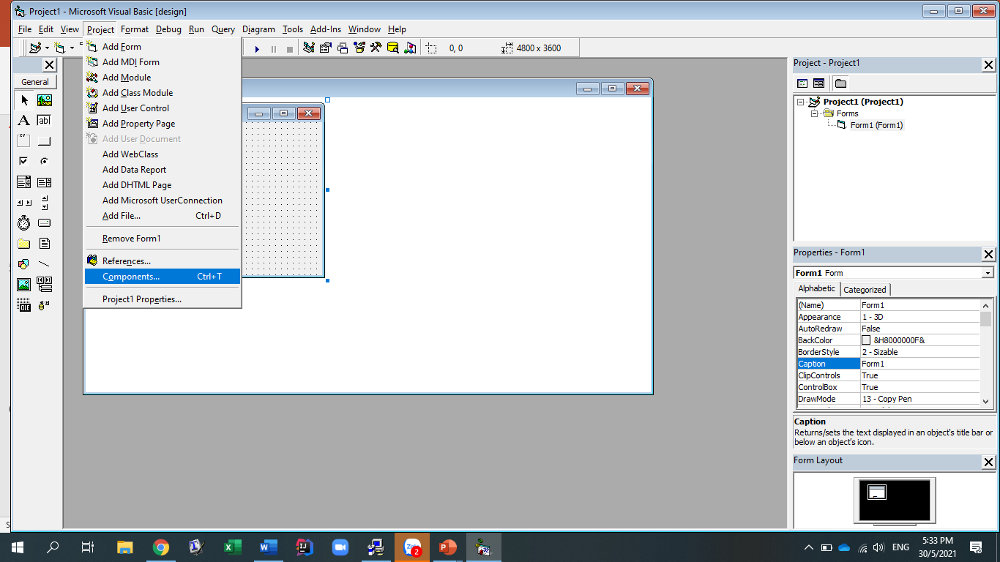 Project1 - Microsoft Visual Basic [design]
File Edit View Project Format Debug Run Query Diagram Tools Add-Ins Window Help
0, 0 4800 x 3600
General
A ab|
xy
OLE
Add Form
Add MDI Form
Add Module
Add Class Module
Add User Control
Add Property Page
Add User Document
Add WebClass
Add Data Report
Add DHTML Page
Add Microsoft UserConnection
Add File... Ctrl+D
Remove Form1
References...
Components... Ctrl+T
Project1 Properties...
Project - Project1
Project1 (Project1)
Forms
Form1 (Form1)
Properties - Form1
Form1 Form
Alphabetic Categorized
(Name) Form1
Appearance 1 - 3D
AutoRedraw False
BackColor &H8000000F&
BorderStyle 2 - Sizable
Caption Form1
ClipControls True
ControlBox True
DrawMode 13 - Copy Pen
Caption
Returns/sets the text displayed in an object's title bar or
below an object's icon.
Form Layout
S
2
ENG
5:33 PM
30/5/2021